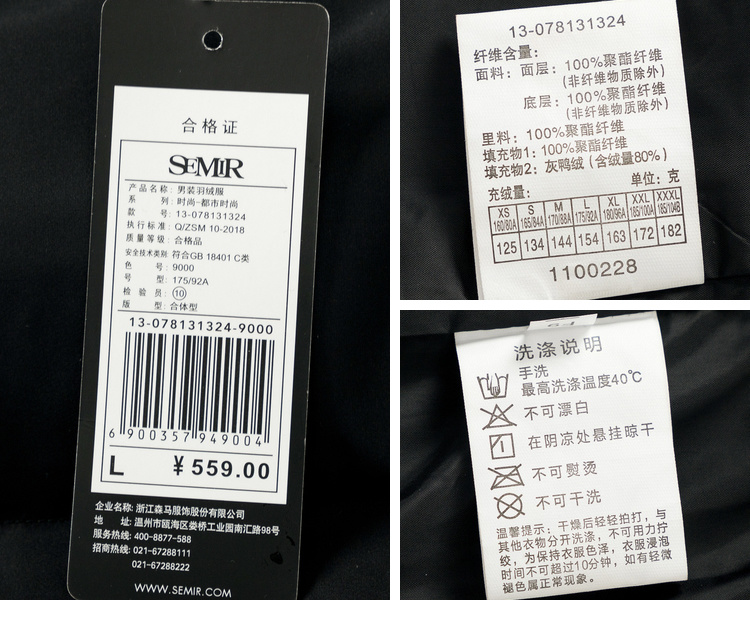 合格证
SEMIR
产品名称: 男装羽绒服
系 列: 时尚-都市时尚
款 号: 13-078131324
执行标准: Q/ZSM 10-2018
质量等级: 合格品
安全技术类别 符合GB 18401 C类
色 号: 9000
号 型: 175/92A
检 验 员: 10
版 型: 合体型
13-078131324-9000
6 900357 949004
L ¥559.00
企业名称: 浙江森马服饰股份有限公司
地 址: 温州市瓯海区娄桥工业园南汇路98号
服务热线: 400-8877-588
招商热线: 021-67288111
021-67288222
WWW.SEMIR.COM
13-078131324
纤维含量:
面料: 面层: 100%聚酯纤维
(非纤维物质除外)
底层: 100%聚酯纤维
(非纤维物质除外)
里料: 100%聚酯纤维
填充物1: 100%聚酯纤维
填充物2: 灰鸭绒 (含绒量80%)
充绒量: 单位: 克
XS S M L XL XXL XXXL
160/80A 165/84A 170/88A 175/92A 180/96A 185/100A 185/104B
125 134 144 154 163 172 182
1100228
洗涤说明
手洗
最高洗涤温度40℃
不可漂白
在阴凉处悬挂晾干
不可熨烫
不可干洗
温馨提示: 干燥后轻轻拍打, 与
其他衣物分开洗涤, 不可用力拧
绞, 为保持衣服色泽, 衣服浸泡
时间不可超过10分钟, 如有轻微
褪色属正常现象。